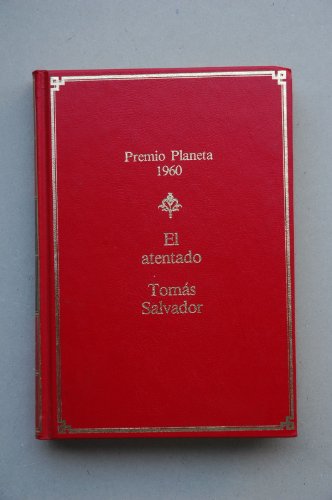 Premio Planeta
1960
El
atentado
Tomás
Salvador